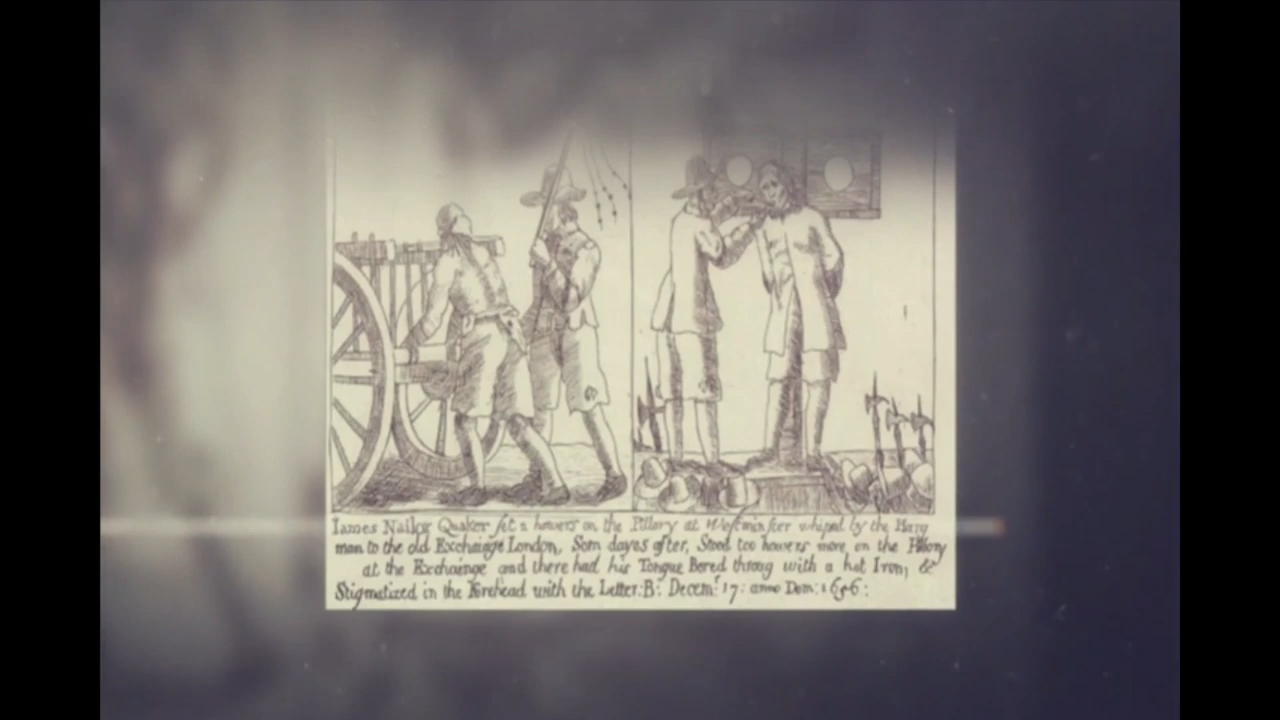 Iames Nailor Quaker set 2 howers on the Pillory at Westminster whiped by the Hang
man to the old Exchainge London, Som dayes after, Stood too howers more on the Pillory
at the Exchainge and there had his Tongue Bored throug with a hot Iron, &
Stigmatized in the Forehead with the Letter: B: Decemr 17: anno Dom: 1656: